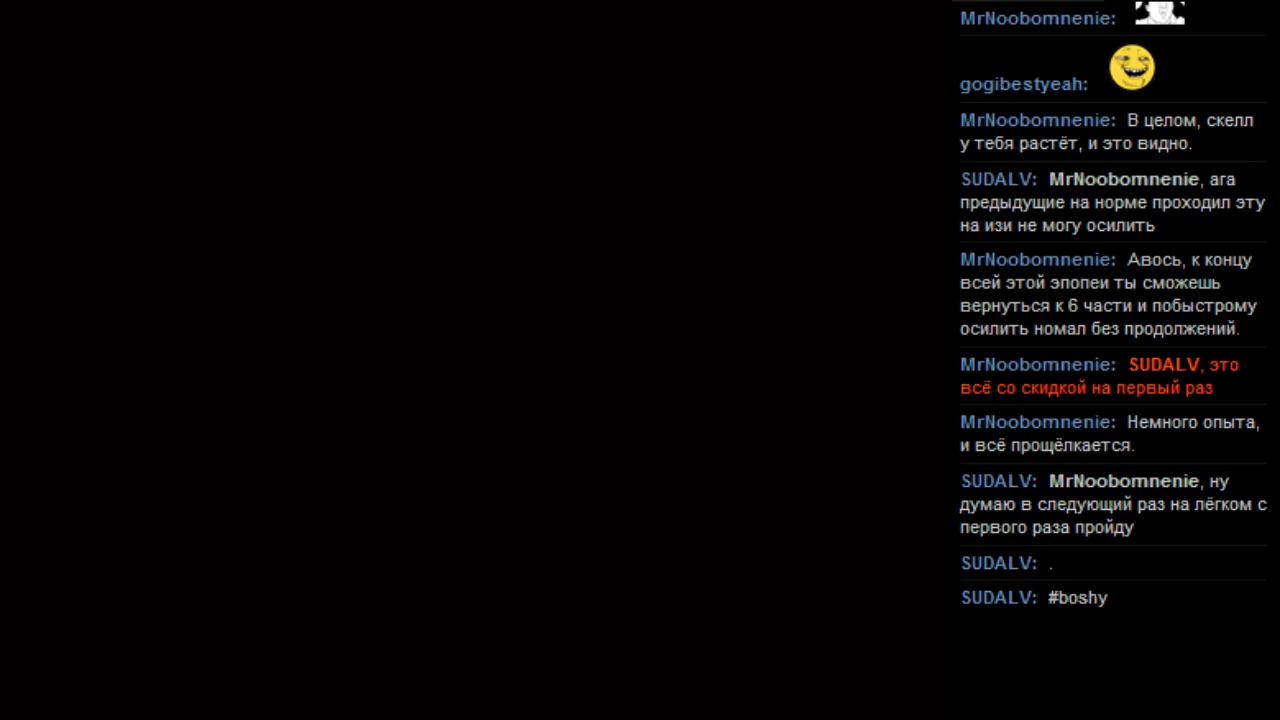 MrNoobomnenie:
gogibestyeah:
MrNoobomnenie: В целом, скелл
у тебя растёт, и это видно.
SUDALV: MrNoobomnenie, ага
предыдущие на норме проходил эту
на изи не могу осилить
MrNoobomnenie: Авось, к концу
всей этой эпопеи ты сможешь
вернуться к 6 части и побыстрому
осилить номал без продолжений.
MrNoobomnenie: SUDALV, это
всё со скидкой на первый раз
MrNoobomnenie: Немного опыта,
и всё прощёлкается.
SUDALV: MrNoobomnenie, ну
думаю в следующий раз на лёгком с
первого раза пройду
SUDALV: .
SUDALV: #boshy